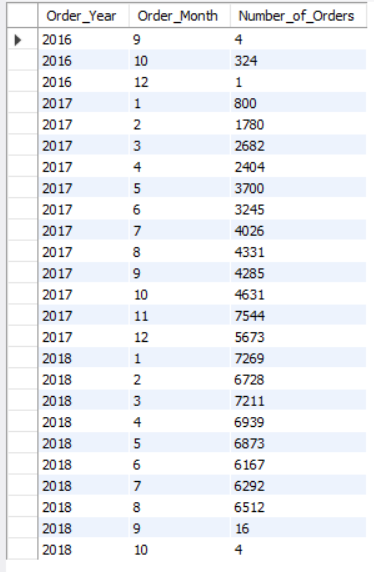 Order_Year Order_Month Number_of_Orders
2016 9 4
2016 10 324
2016 12 1
2017 1 800
2017 2 1780
2017 3 2682
2017 4 2404
2017 5 3700
2017 6 3245
2017 7 4026
2017 8 4331
2017 9 4285
2017 10 4631
2017 11 7544
2017 12 5673
2018 1 7269
2018 2 6728
2018 3 7211
2018 4 6939
2018 5 6873
2018 6 6167
2018 7 6292
2018 8 6512
2018 9 16
2018 10 4